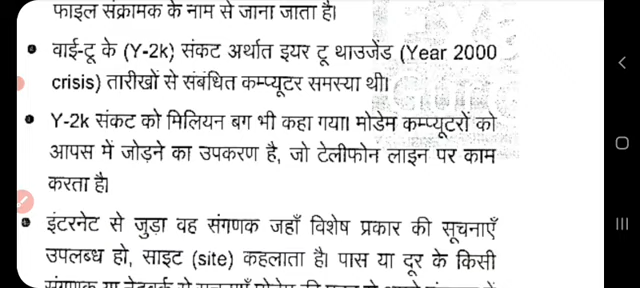 फाइल संक्रामक के नाम से जाना जाता है।
वाई-टू के (Y-2k) संकट अर्थात इयर टू थाउजेंड (Year 2000
crisis) तारीखों से संबंधित कम्प्यूटर समस्या थी।
Y-2k संकट को मिलियन बग भी कहा गया। मोडेम कम्प्यूटरों को
आपस में जोड़ने का उपकरण है, जो टेलीफोन लाइन पर काम
करता है।
इंटरनेट से जुड़ा वह संगणक जहाँ विशेष प्रकार की सूचनाएँ
उपलब्ध हो, साइट (site) कहलाता है। पास या दूर के किसी